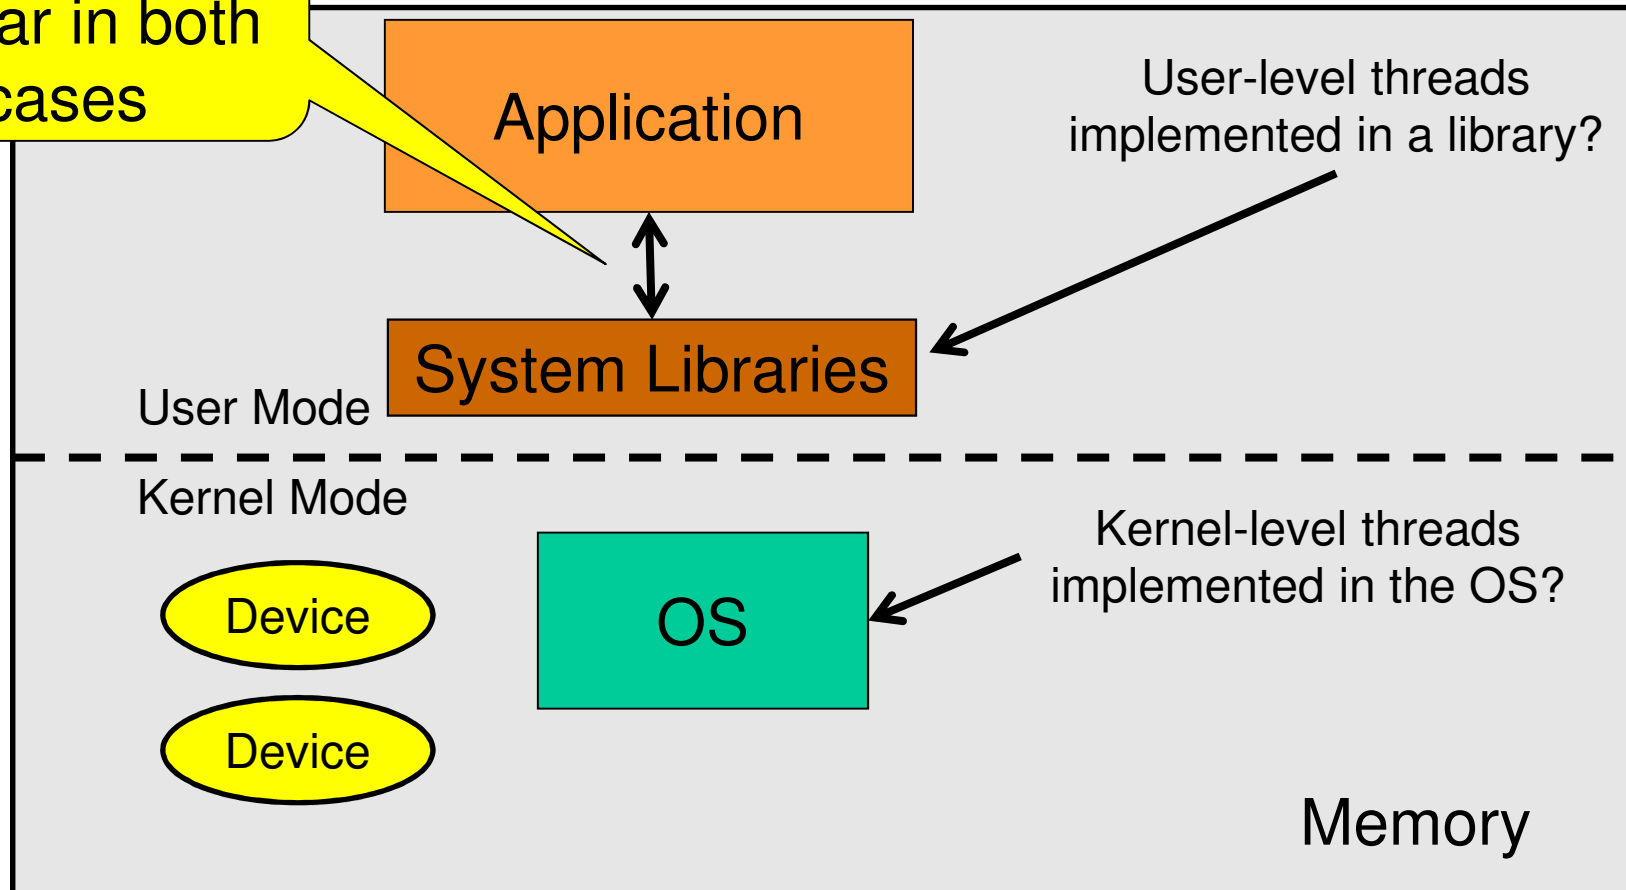 ar in both
cases
Application
User-level threads
implemented in a library?
System Libraries
User Mode
Kernel Mode
Kernel-level threads
implemented in the OS?
Device
OS
Device
Memory